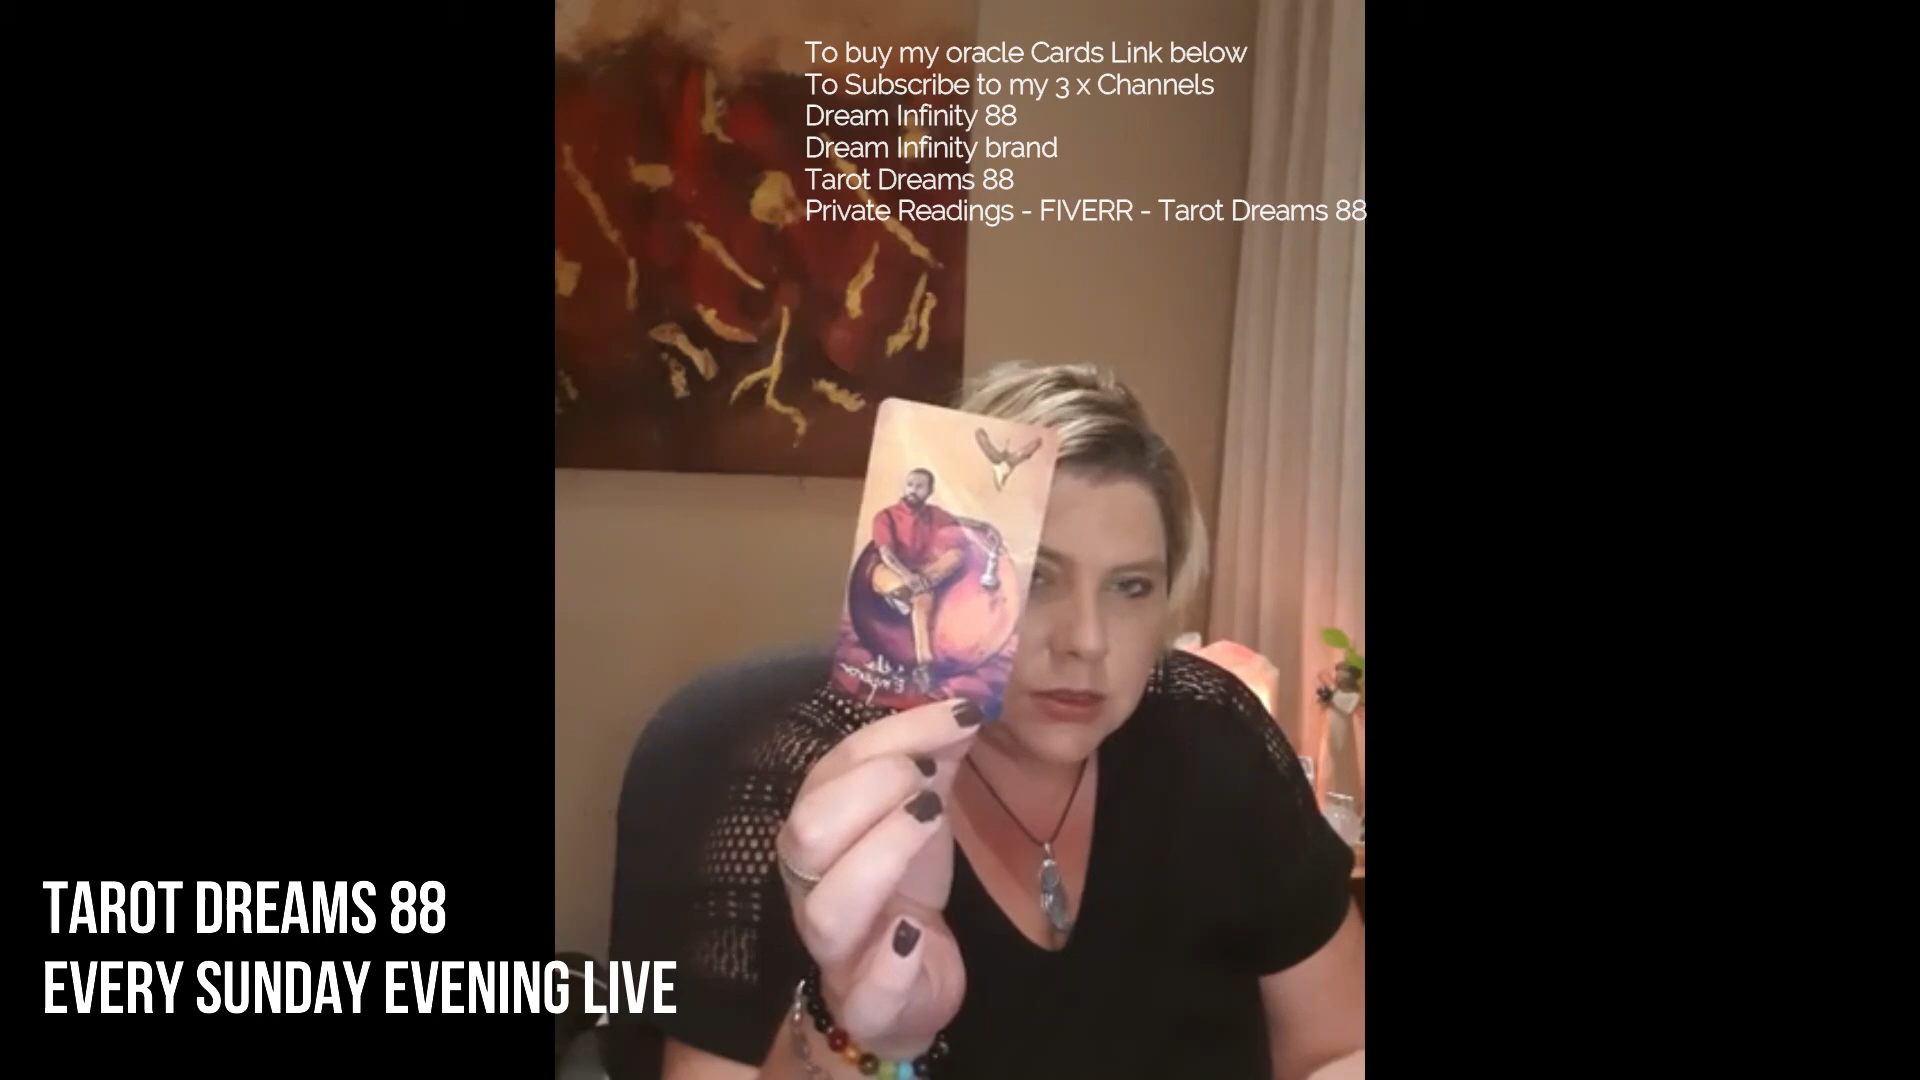 To buy my oracle Cards Link below
To Subscribe to my 3 x Channels
Dream Infinity 88
Dream Infinity brand
Tarot Dreams 88
Private Readings - FIVERR - Tarot Dreams 88
TAROT DREAMS 88
EVERY SUNDAY EVENING LIVE